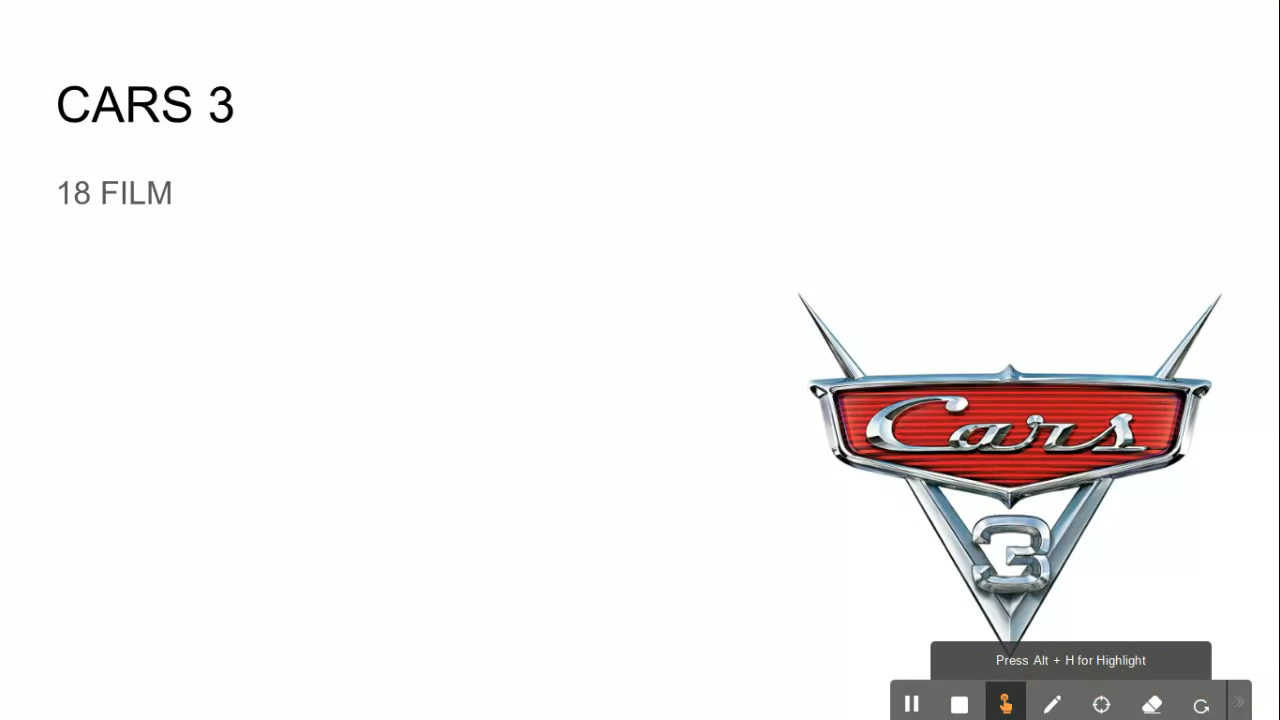 CARS 3
18 FILM
Cars
3
Press Alt + H for Highlight